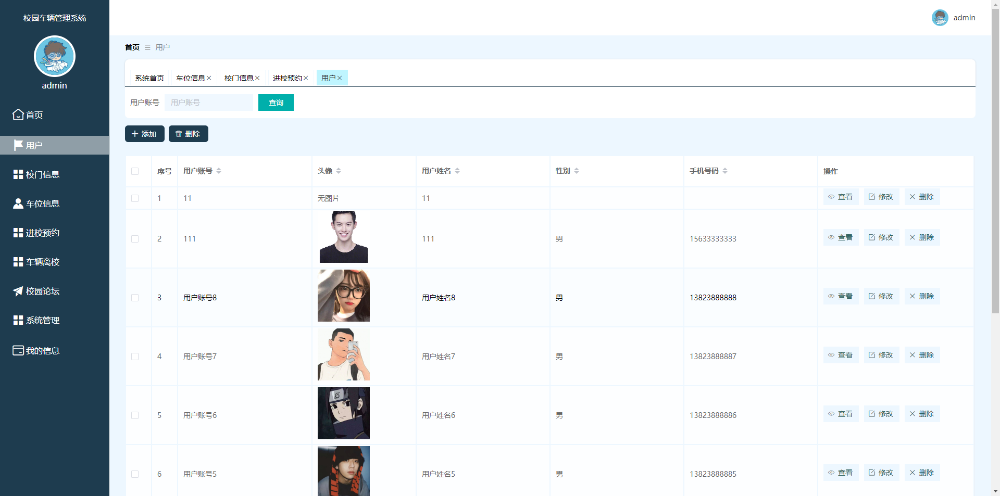 校园车辆管理系统
admin
首页
用户
校门信息
车位信息
进校预约
车辆离校
校园论坛
系统管理
我的信息
admin
首页 用户
系统首页 车位信息 校门信息 进校预约 用户
用户账号 用户账号 查询
添加 删除
序号 用户账号 头像 用户姓名 性别 手机号码 操作
1 11 无图片 11 查看 修改 删除
2 111 111 男 15633333333 查看 修改 删除
3 用户账号8 用户姓名8 男 13823888888 查看 修改 删除
4 用户账号7 用户姓名7 男 13823888887 查看 修改 删除
5 用户账号6 用户姓名6 男 13823888886 查看 修改 删除
6 用户账号5 用户姓名5 男 13823888885 查看 修改 删除